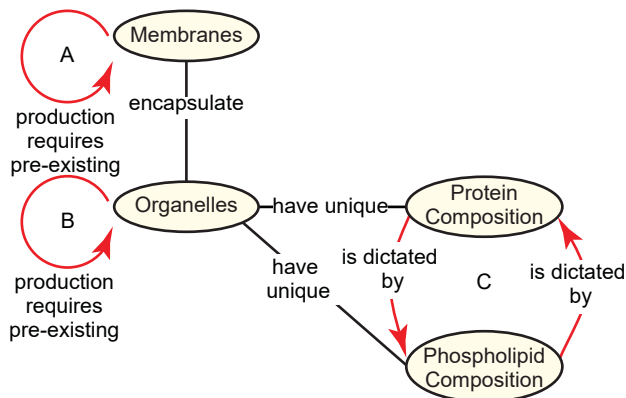 Membranes
A
encapsulate
production
requires
pre-existing
Organelles
B
have unique
Protein
Composition
production
requires
pre-existing
have
unique
is dictated
by
C
is dictated
by
Phospholipid
Composition